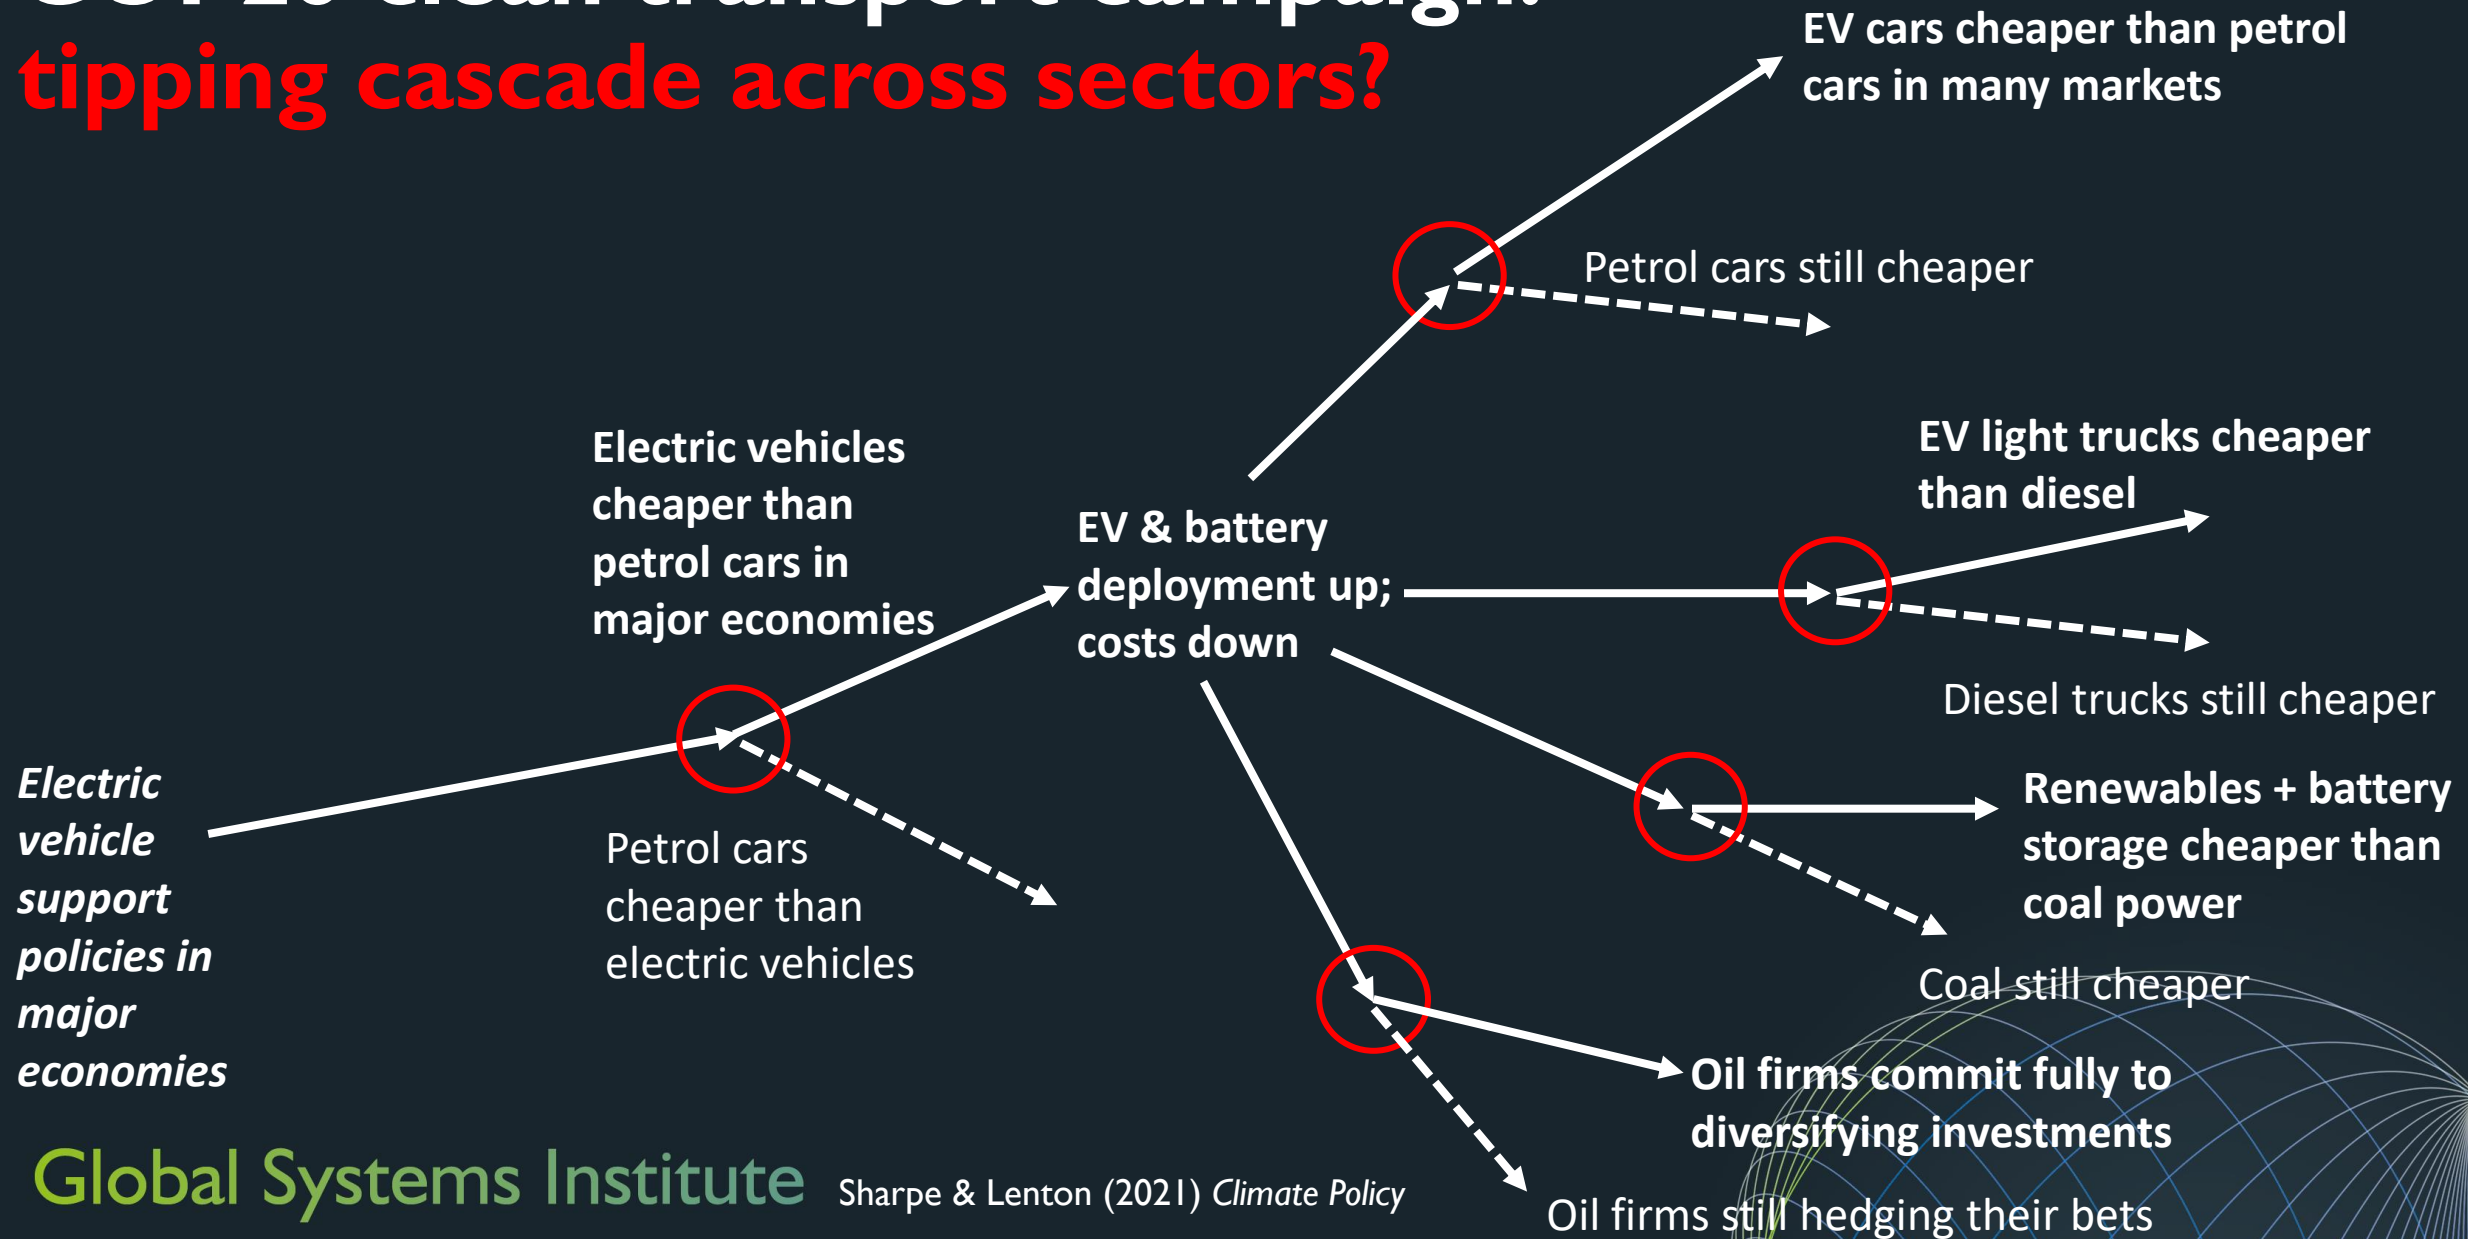 clean transport campaign:
tipping cascade across sectors?
EV cars cheaper than petrol
cars in many markets
Petrol cars still cheaper
Electric vehicles
cheaper than
petrol cars in
major economies
EV & battery
deployment up;
costs down
EV light trucks cheaper
than diesel
Diesel trucks still cheaper
Electric
vehicle
support
policies in
major
economies
Petrol cars
cheaper than
electric vehicles
Renewables + battery
storage cheaper than
coal power
Coal still cheaper
Oil firms commit fully to
diversifying investments
Oil firms still hedging their bets
Global Systems Institute
Sharpe & Lenton (2021) Climate Policy